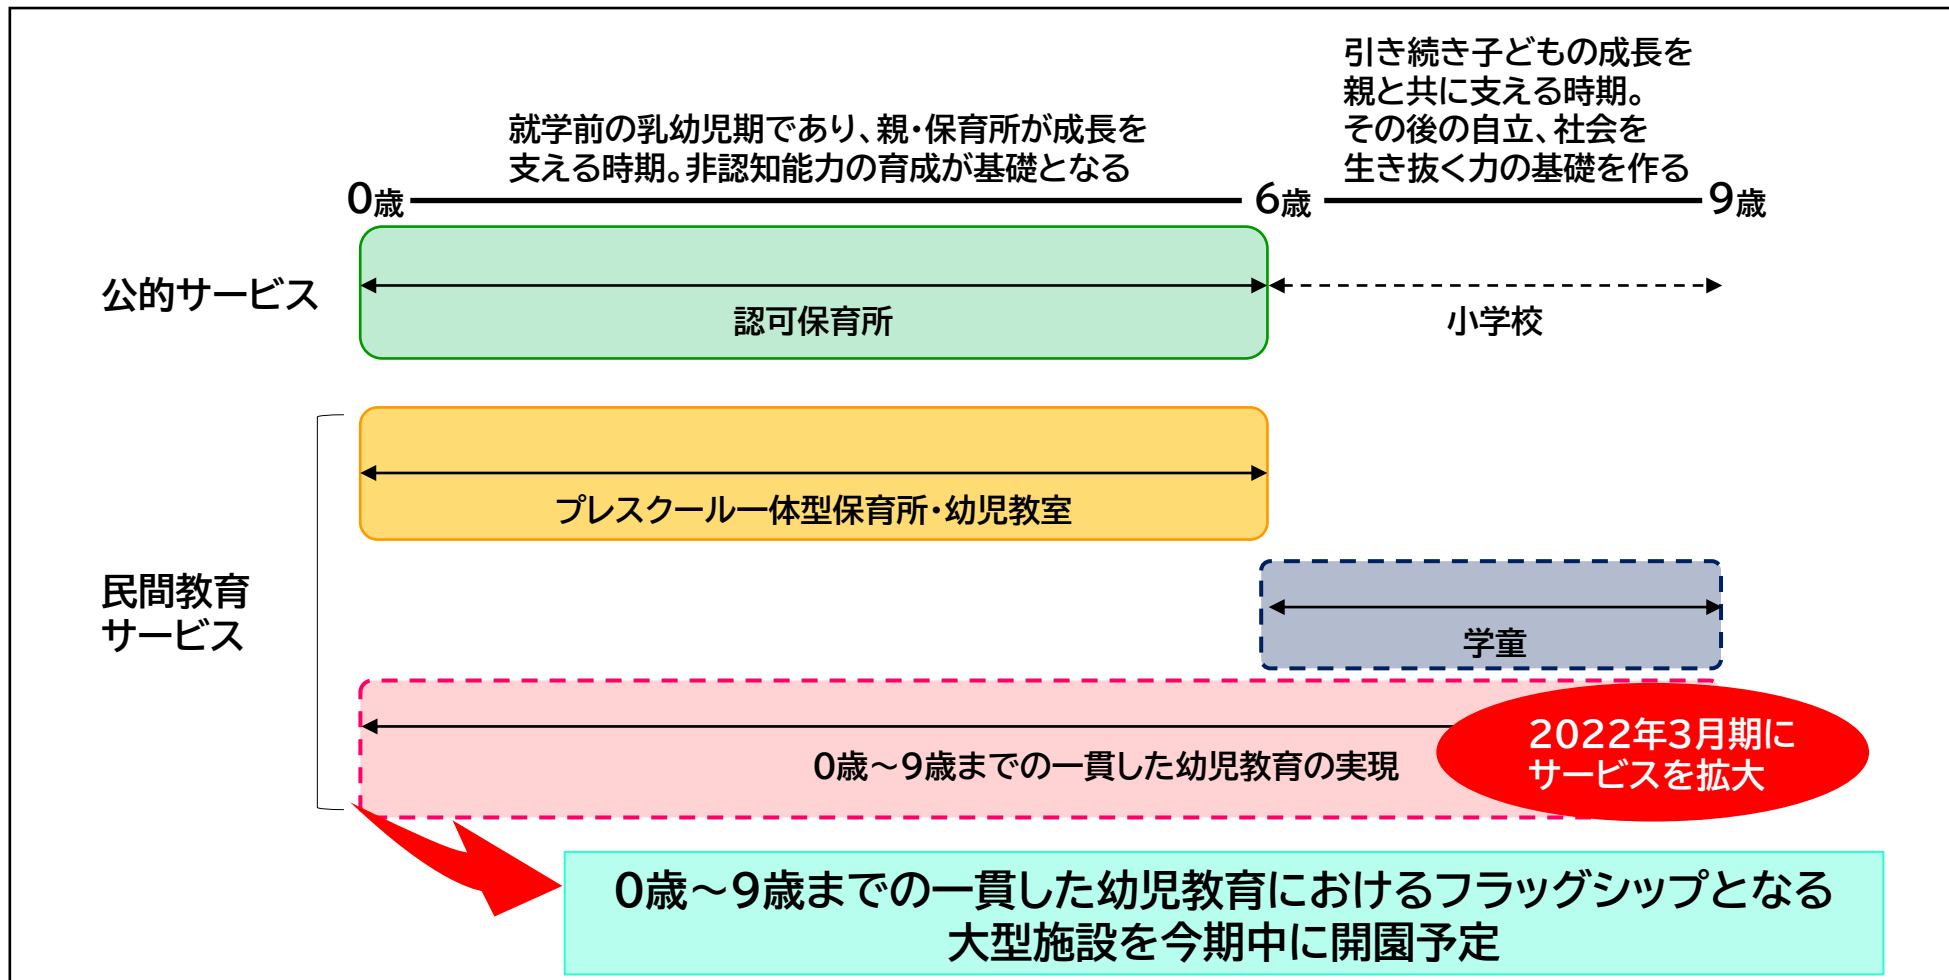 引き続き子どもの成長を
親と共に支える時期。
その後の自立、社会を
生き抜く力の基礎を作る
就学前の乳幼児期であり、親・保育所が成長を
支える時期。非認知能力の育成が基礎となる
0歳
6歳
9歳
公的サービス
認可保育所
小学校
プレスクール一体型保育所・幼児教室
民間教育
サービス
学童
0歳～9歳までの一貫した幼児教育の実現
2022年3月期に
サービスを拡大
0歳～9歳までの一貫した幼児教育におけるフラッグシップとなる
大型施設を今期中に開園予定